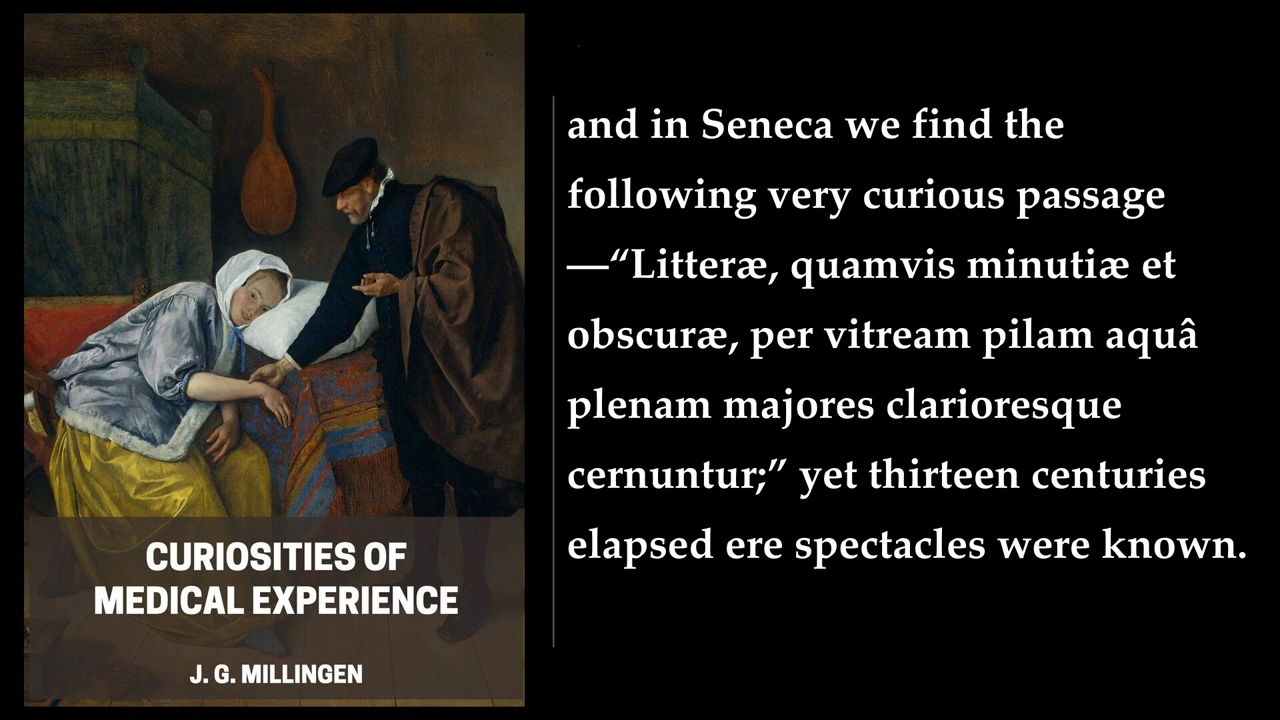 and in Seneca we find the
following very curious passage
—“Litteræ, quamvis minutiæ et
obscuræ, per vitream pilam aquâ
plenam majores clarioresque
cernuntur;” yet thirteen centuries
elapsed ere spectacles were known.
CURIOSITIES OF
MEDICAL EXPERIENCE
J. G. MILLINGEN